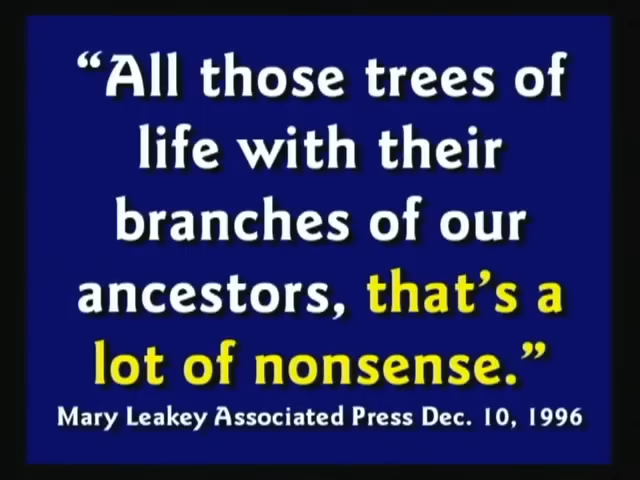 “All those trees of
life with their
branches of our
ancestors, that’s a
lot of nonsense.”
Mary Leakey Associated Press Dec. 10, 1996